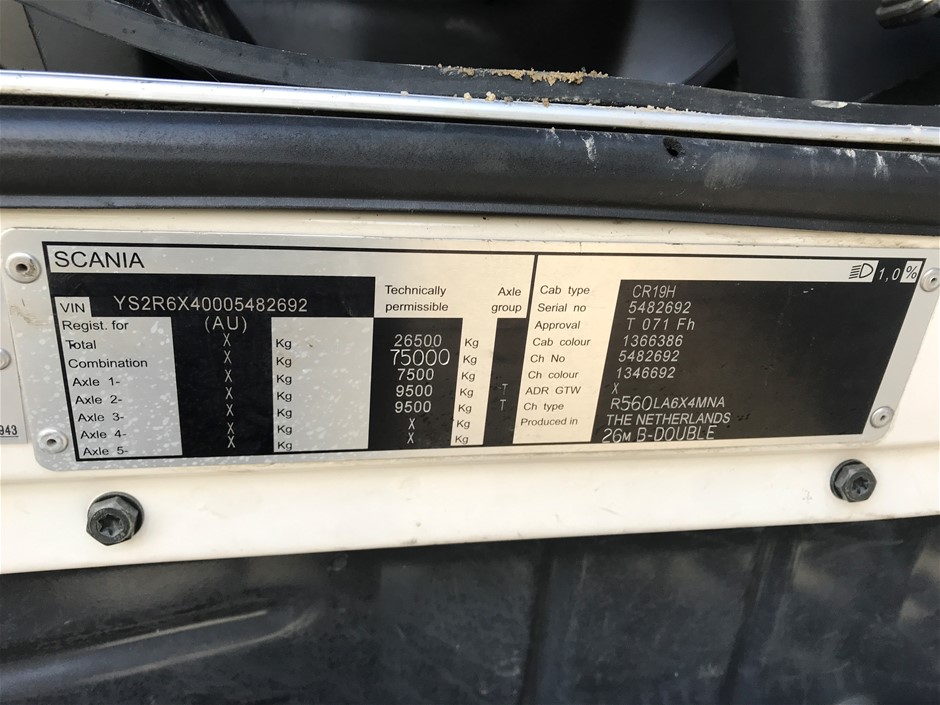 SCANIA
VIN YS2R6X40005482692
Technically permissible
Axle group
Regist. for (AU)
Total X Kg 26500 Kg
Combination X Kg 75000 Kg
Axle 1- X Kg 7500 Kg
Axle 2- X Kg 9500 Kg T
Axle 3- X Kg 9500 Kg T
Axle 4- X Kg X Kg
Axle 5- X Kg X Kg
1,0%
Cab type CR19H
Serial no 5482692
Approval T 071 Fh
Cab colour 1366386
Ch No 5482692
Ch colour 1346692
ADR GTW X
Ch type R560LA6X4MNA
Produced in THE NETHERLANDS
26M B-DOUBLE
943